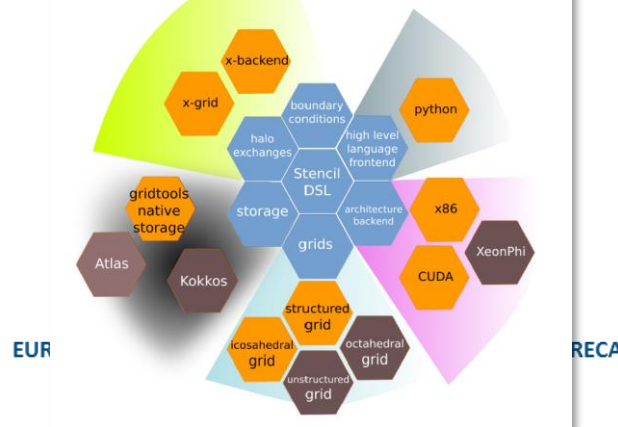 x-backend
x-grid
python
boundary
conditions
halo
exchanges
high level
language
frontend
Stencil
DSL
storage
architecture
backend
grids
gridtools
native
storage
Atlas
Kokkos
x86
XeonPhi
CUDA
structured
grid
icosahedral
grid
octahedral
grid
unstructured
grid
EUR
RECA